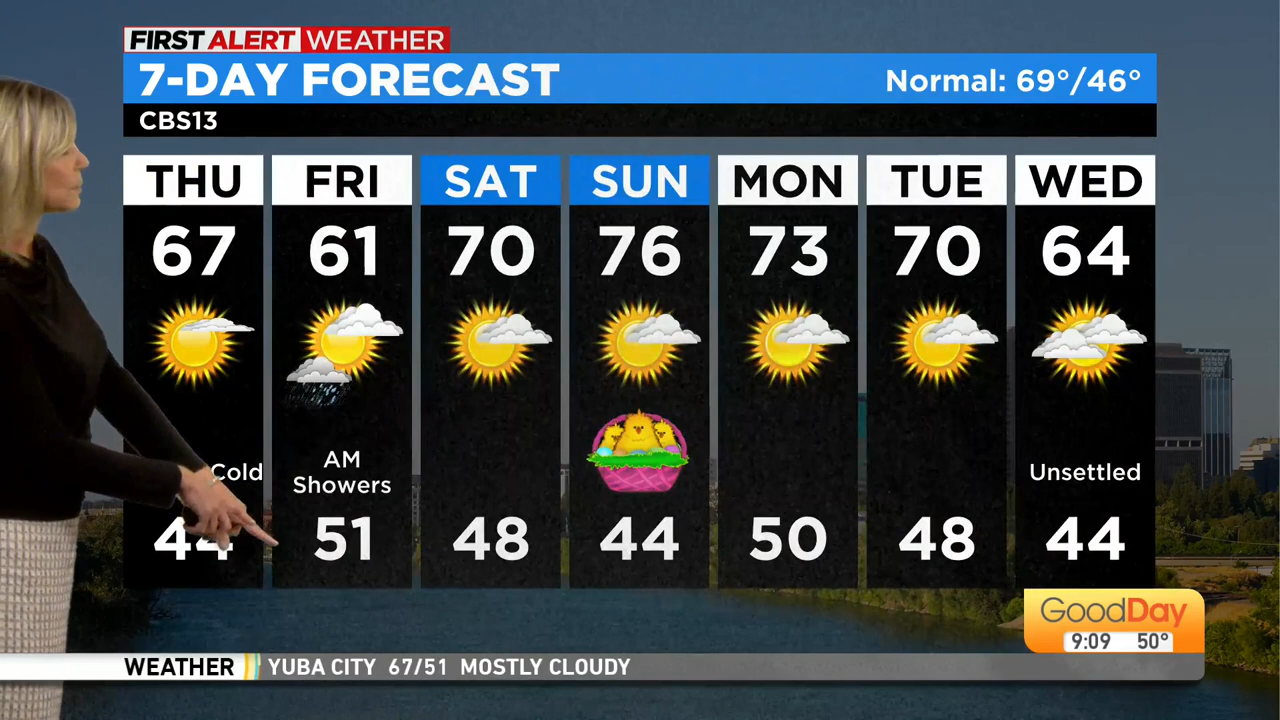 FIRST ALERT WEATHER
7-DAY FORECAST
Normal: 69°/46°
CBS13
THU FRI SAT SUN MON TUE WED
67 61 70 76 73 70 64
Cold
AM
Showers
Unsettled
44 51 48 44 50 48 44
GoodDay
9:09 50°
WEATHER YUBA CITY 67/51 MOSTLY CLOUDY